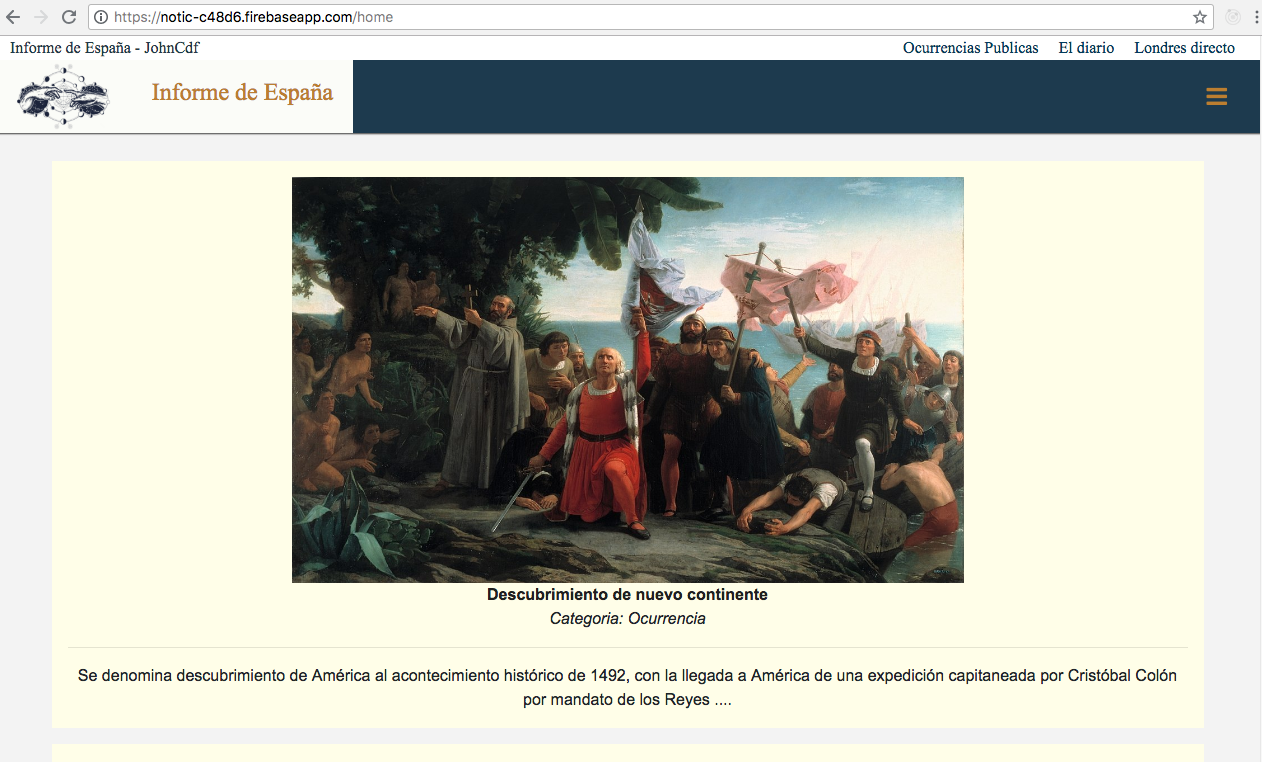 https://notic-c48d6.firebaseapp.com/home
Informe de España - JohnCdf
Ocurrencias Publicas El diario Londres directo
Informe de España
Descubrimiento de nuevo continente
Categoria: Ocurrencia
Se denomina descubrimiento de América al acontecimiento histórico de 1492, con la llegada a América de una expedición capitaneada por Cristóbal Colón
por mandato de los Reyes ....